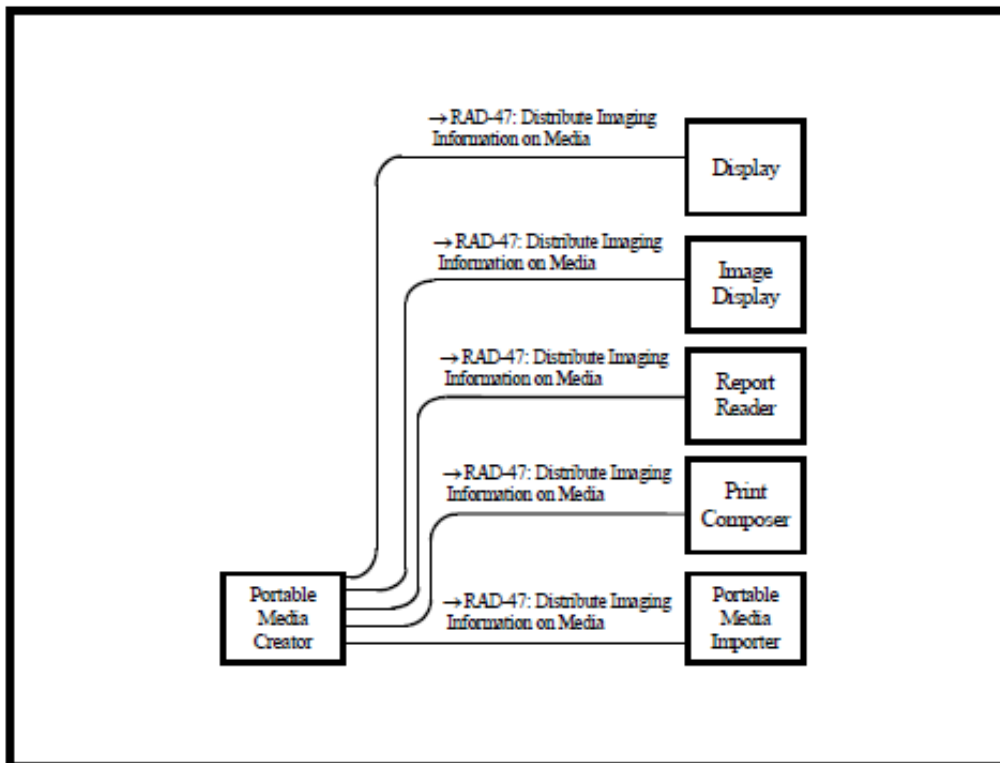 → RAD-47: Distribute Imaging
Information on Media
Display
→ RAD-47: Distribute Imaging
Information on Media
Image
Display
→ RAD-47: Distribute Imaging
Information on Media
Report
Reader
→ RAD-47: Distribute Imaging
Information on Media
Print
Composer
Portable
Media
Creator
→ RAD-47: Distribute Imaging
Information on Media
Portable
Media
Importer